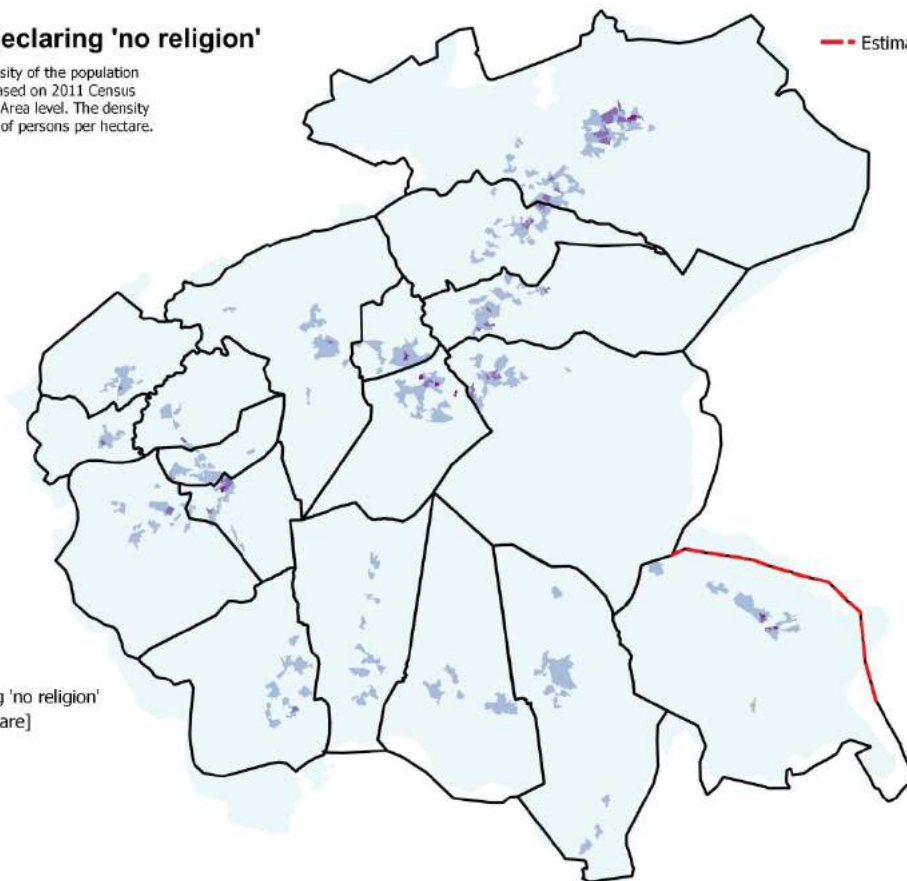 eclaring 'no religion'
sity of the population
ased on 2011 Census
Area level. The density
of persons per hectare.
Estima
g 'no religion'
are]